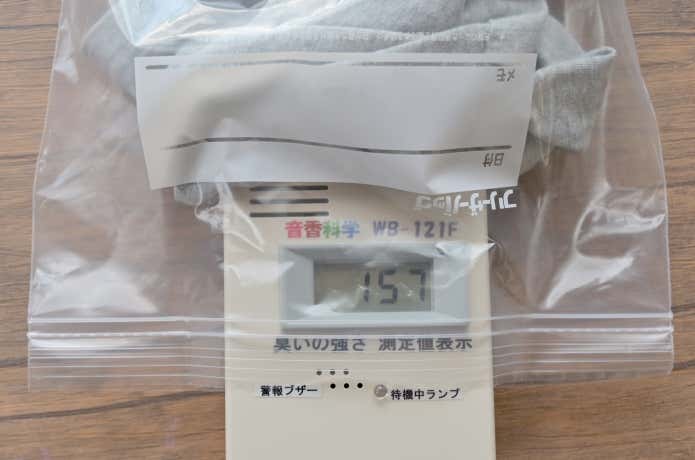 メモ
日付
フリーザーバッグ
音香科学 WB-121F
157
臭いの強さ 測定値表示
警報ブザー
待機中ランプ